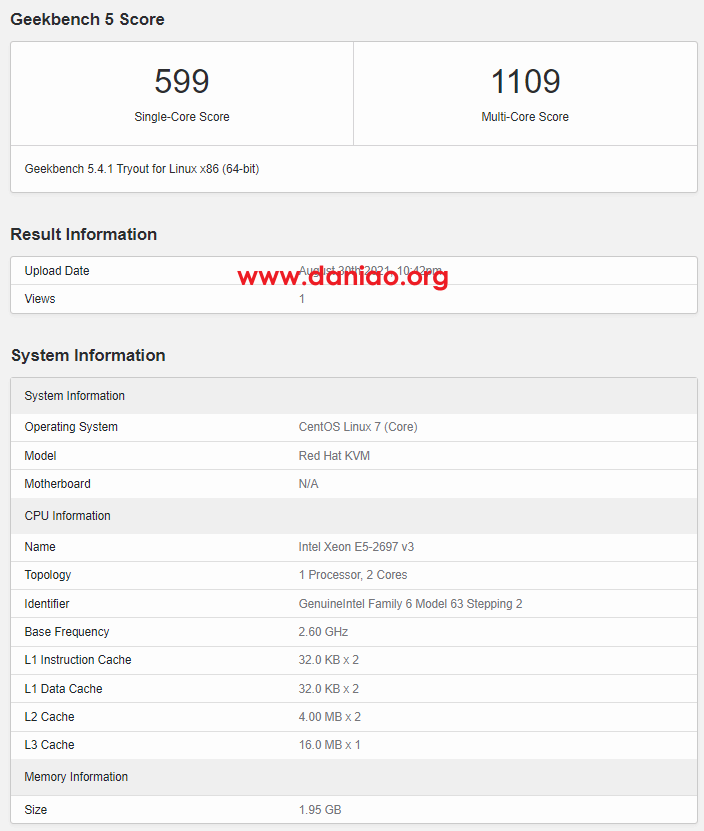 Geekbench 5 Score
599 1109
Single-Core Score Multi-Core Score
Geekbench 5.4.1 Tryout for Linux x86 (64-bit)
Result Information
Upload Date August 30th 2021, 10:42pm
www.daniao.org
Views 1
System Information
System Information
Operating System CentOS Linux 7 (Core)
Model Red Hat KVM
Motherboard N/A
CPU Information
Name Intel Xeon E5-2697 v3
Topology 1 Processor, 2 Cores
Identifier GenuineIntel Family 6 Model 63 Stepping 2
Base Frequency 2.60 GHz
L1 Instruction Cache 32.0 KB x 2
L1 Data Cache 32.0 KB x 2
L2 Cache 4.00 MB x 2
L3 Cache 16.0 MB x 1
Memory Information
Size 1.95 GB